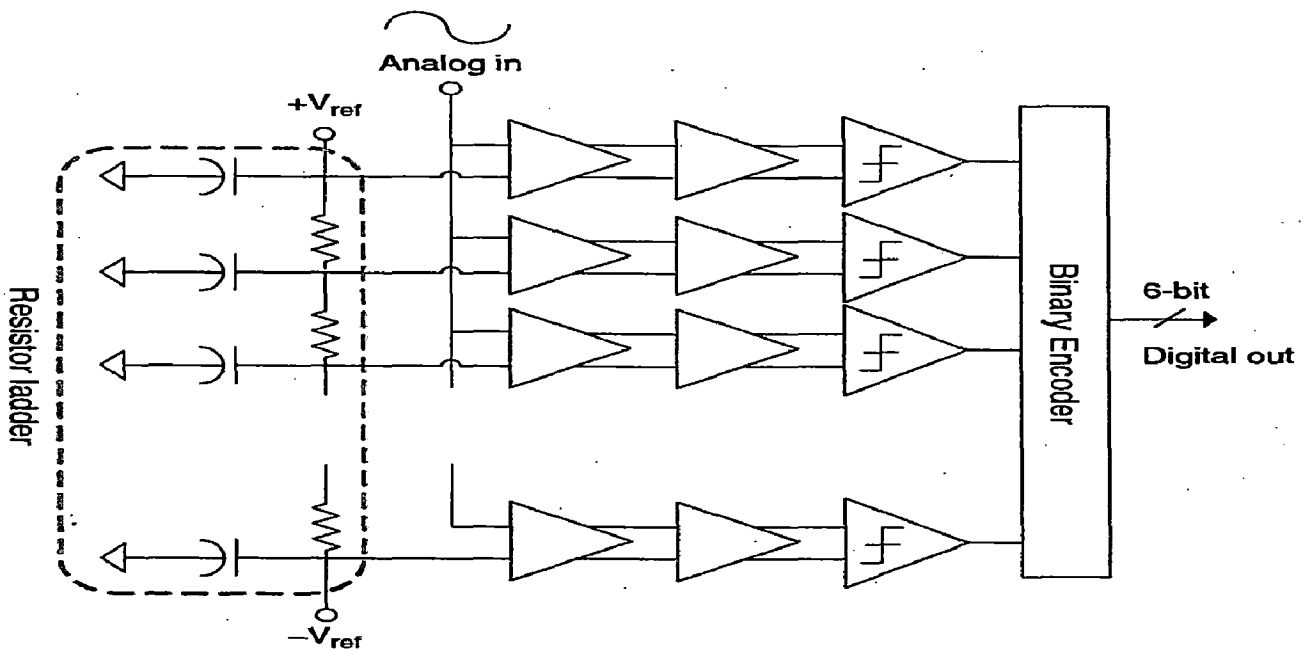 Analog in
+Vref
Resistor ladder
Binary Encoder
6-bit
Digital out
−Vref